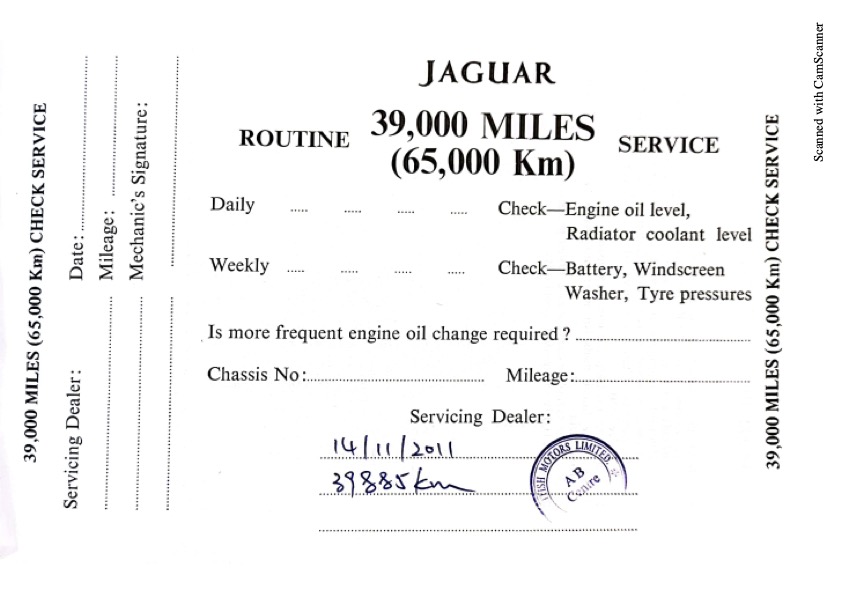 Scanned with CamScanner
39,000 MILES (65,000 Km) CHECK SERVICE
Servicing Dealer: Date:
Mileage:
Mechanic's Signature:
JAGUAR
ROUTINE 39,000 MILES (65,000 Km) SERVICE
Daily ..... ..... ..... ..... Check—Engine oil level,
Radiator coolant level
Weekly ..... ..... ..... ..... Check—Battery, Windscreen
Washer, Tyre pressures
Is more frequent engine oil change required ?
Chassis No: Mileage:
Servicing Dealer:
14/11/2011
39885km
MOTORS LIMITED
AB
Centre
39,000 MILES (65,000 Km) CHECK SERVICE